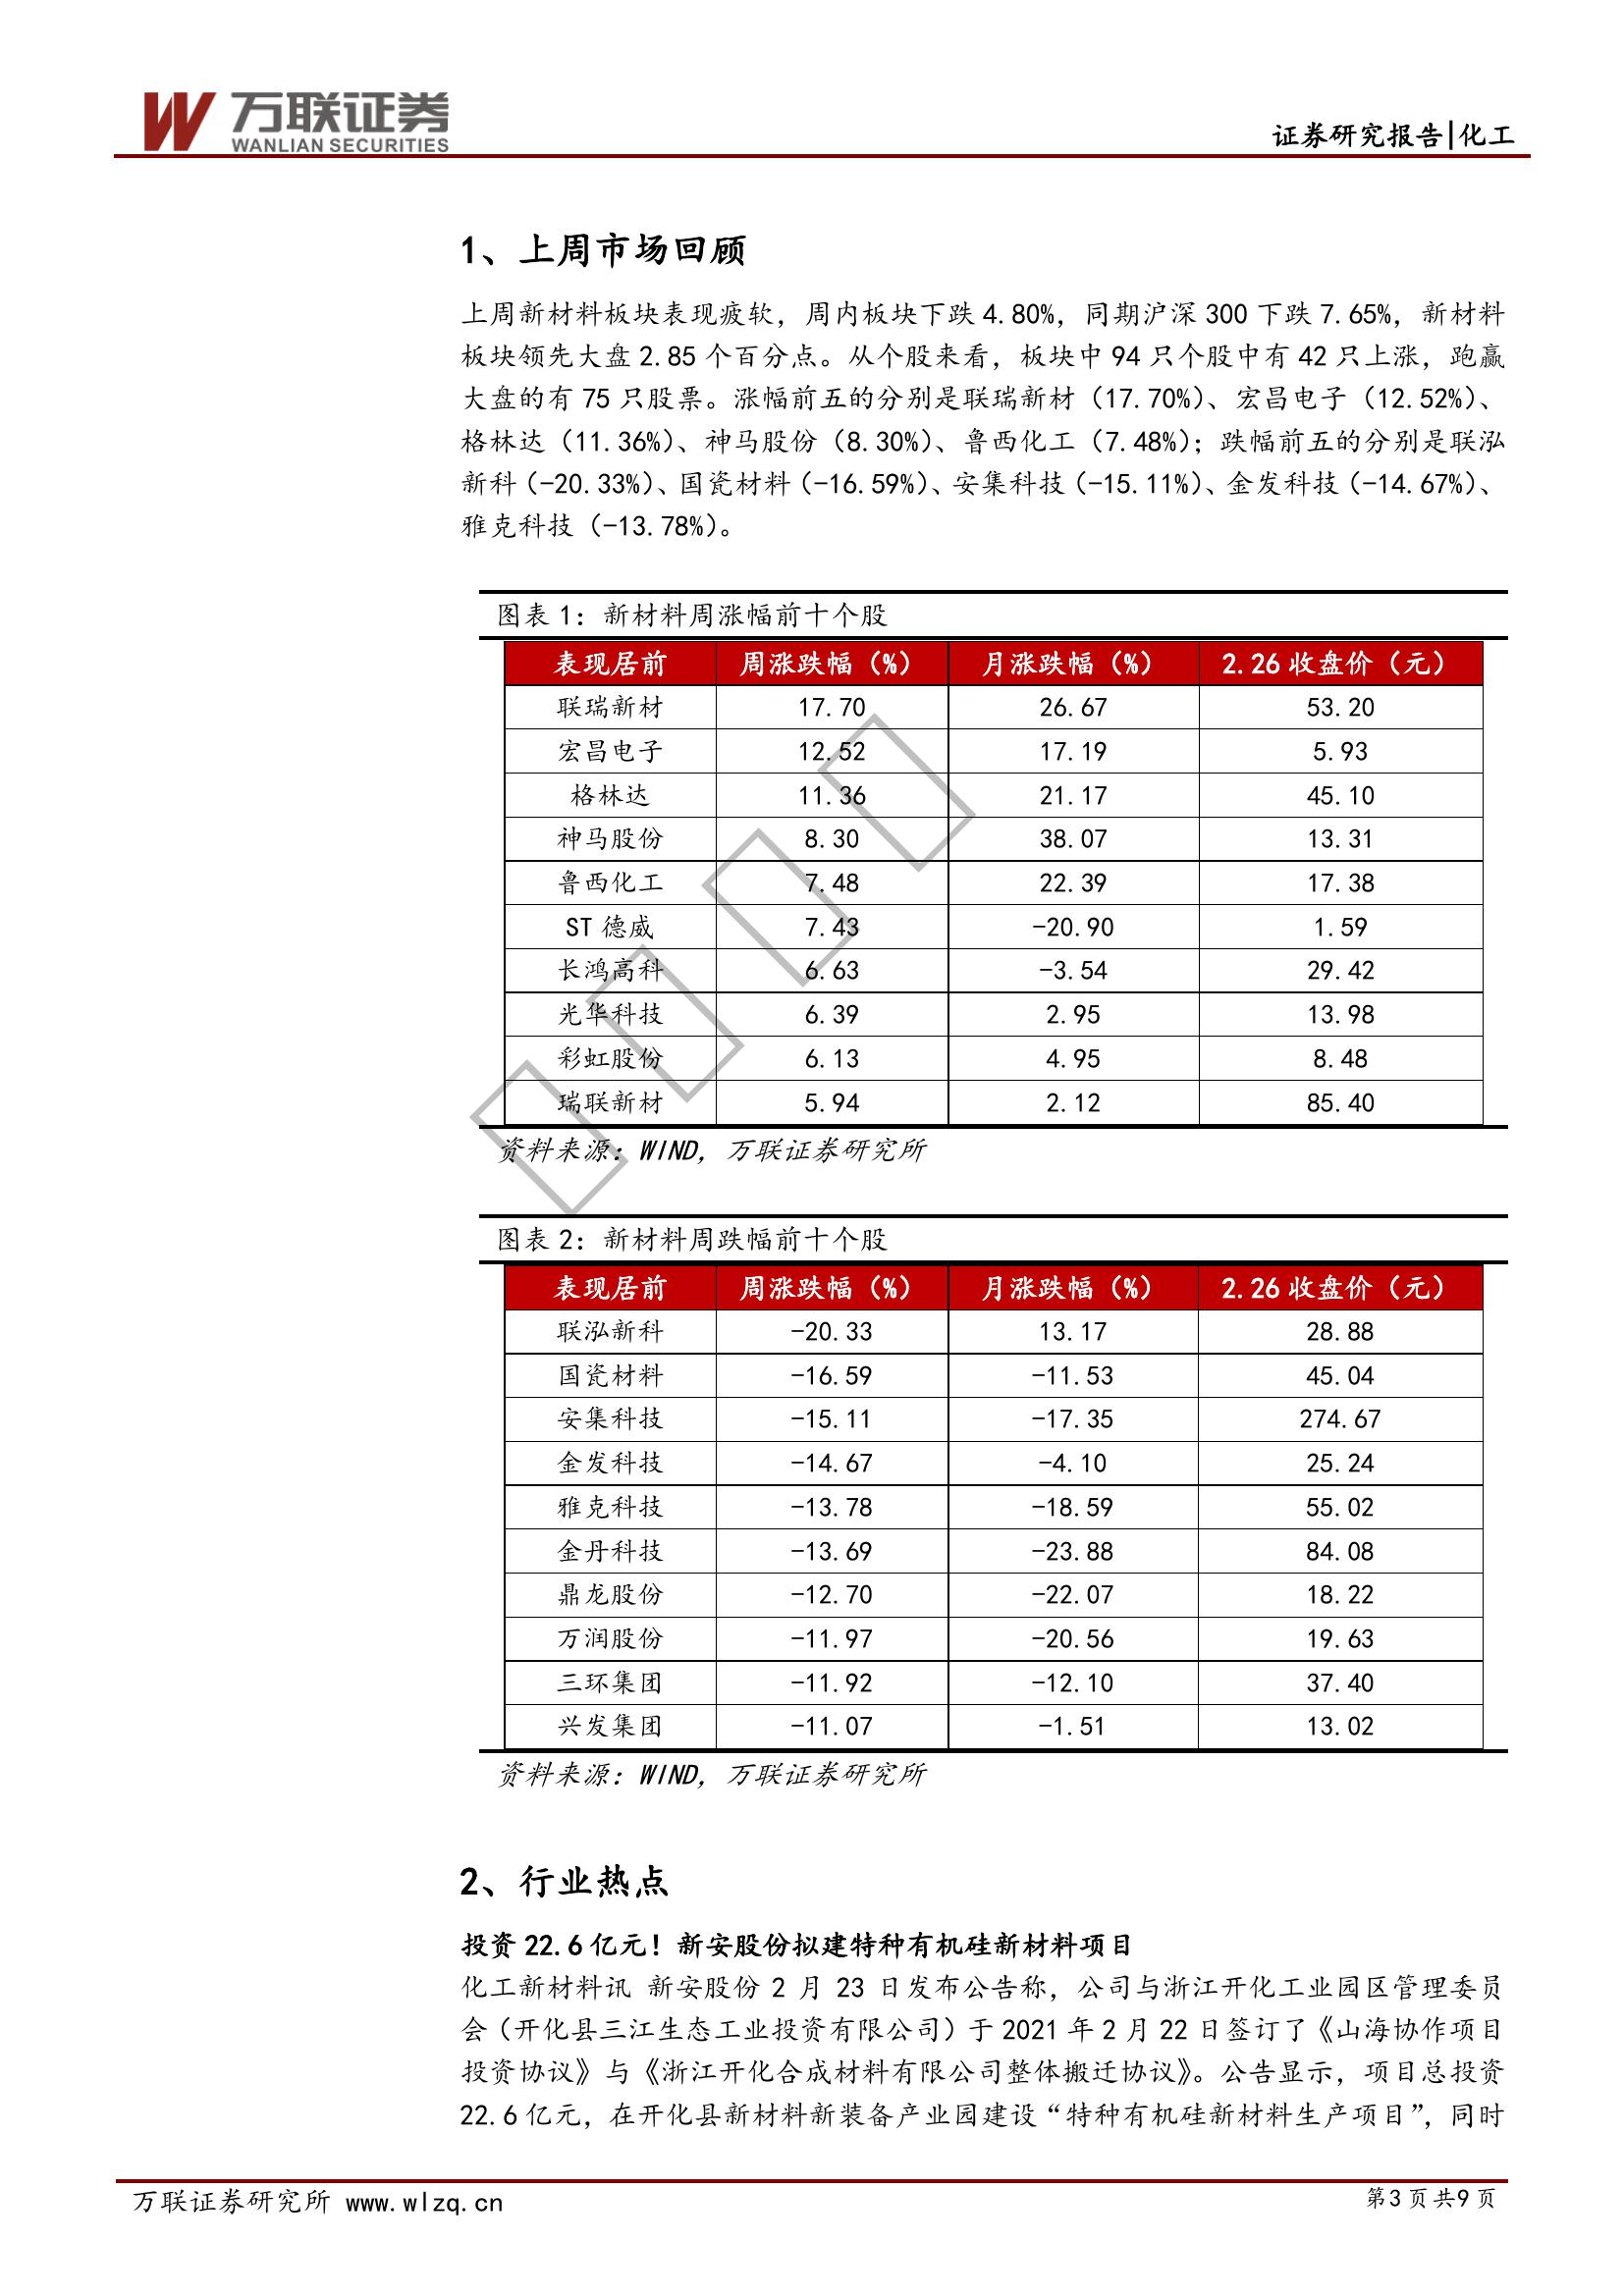 万联证券
WANLIAN SECURITIES
证券研究报告|化工
1、上周市场回顾
上周新材料板块表现疲软，周内板块下跌 4.80%，同期沪深 300 下跌 7.65%，新材料
板块领先大盘 2.85 个百分点。从个股来看，板块中 94 只个股中有 42 只上涨，跑赢
大盘的有 75 只股票。涨幅前五的分别是联瑞新材（17.70%）、宏昌电子（12.52%）、
格林达（11.36%）、神马股份（8.30%）、鲁西化工（7.48%）；跌幅前五的分别是联泓
新科（-20.33%）、国瓷材料（-16.59%）、安集科技（-15.11%）、金发科技（-14.67%）、
雅克科技（-13.78%）。
图表 1：新材料周涨幅前十个股
表现居前 周涨跌幅（%） 月涨跌幅（%） 2.26 收盘价（元）
联瑞新材 17.70 26.67 53.20
宏昌电子 12.52 17.19 5.93
格林达 11.36 21.17 45.10
神马股份 8.30 38.07 13.31
鲁西化工 7.48 22.39 17.38
ST 德威 7.43 -20.90 1.59
长鸿高科 6.63 -3.54 29.42
光华科技 6.39 2.95 13.98
彩虹股份 6.13 4.95 8.48
瑞联新材 5.94 2.12 85.40
资料来源：WIND，万联证券研究所
图表 2：新材料周跌幅前十个股
表现居前 周涨跌幅（%） 月涨跌幅（%） 2.26 收盘价（元）
联泓新科 -20.33 13.17 28.88
国瓷材料 -16.59 -11.53 45.04
安集科技 -15.11 -17.35 274.67
金发科技 -14.67 -4.10 25.24
雅克科技 -13.78 -18.59 55.02
金丹科技 -13.69 -23.88 84.08
鼎龙股份 -12.70 -22.07 18.22
万润股份 -11.97 -20.56 19.63
三环集团 -11.92 -12.10 37.40
兴发集团 -11.07 -1.51 13.02
资料来源：WIND，万联证券研究所
2、行业热点
投资 22.6 亿元！新安股份拟建特种有机硅新材料项目
化工新材料讯 新安股份 2 月 23 日发布公告称，公司与浙江开化工业园区管理委员
会（开化县三江生态工业投资有限公司）于 2021 年 2 月 22 日签订了《山海协作项目
投资协议》与《浙江开化合成材料有限公司整体搬迁协议》。公告显示，项目总投资
22.6 亿元，在开化县新材料新装备产业园建设“特种有机硅新材料生产项目”，同时
万联证券研究所 www.wlzq.cn
第 3 页 共 9 页